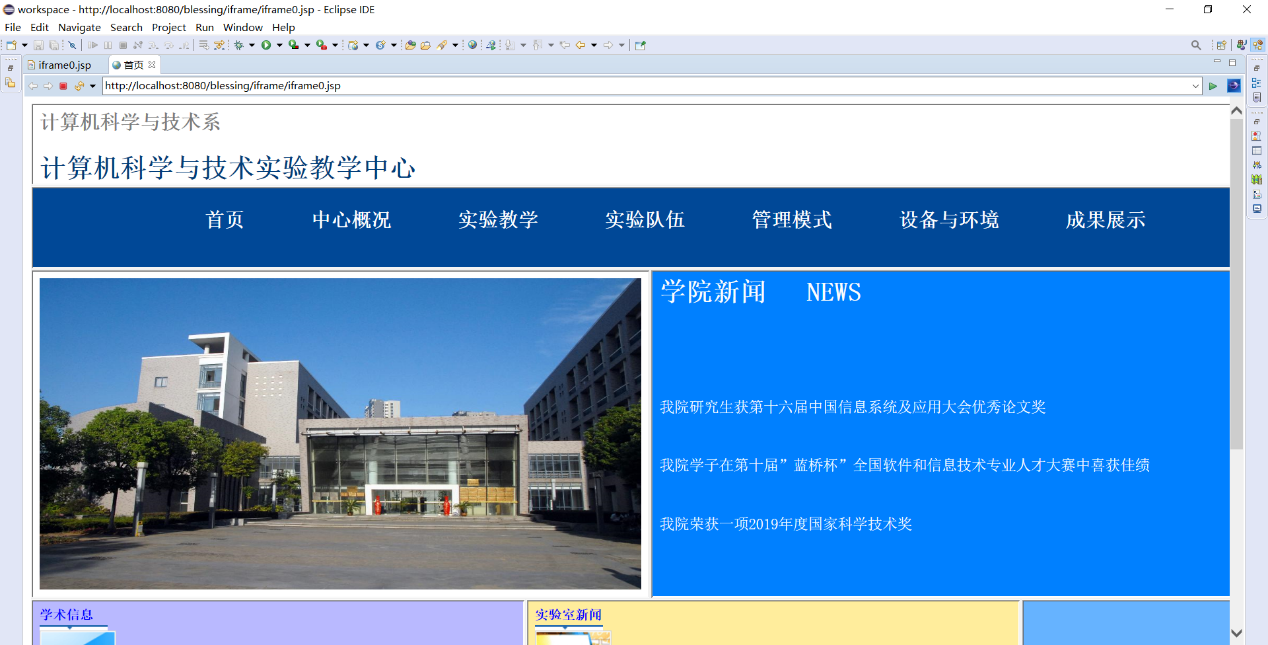 workspace - http://localhost:8080/blessing/iframe/iframe0.jsp - Eclipse IDE
File Edit Navigate Search Project Run Window Help
iframe0.jsp 首页
http://localhost:8080/blessing/iframe/iframe0.jsp
计算机科学与技术系
计算机科学与技术实验教学中心
首页 中心概况 实验教学 实验队伍 管理模式 设备与环境 成果展示
学院新闻 NEWS
我院研究生获第十六届中国信息系统及应用大会优秀论文奖
我院学子在第十届”蓝桥杯”全国软件和信息技术专业人才大赛中喜获佳绩
我院荣获一项2019年度国家科学技术奖
学术信息 实验室新闻